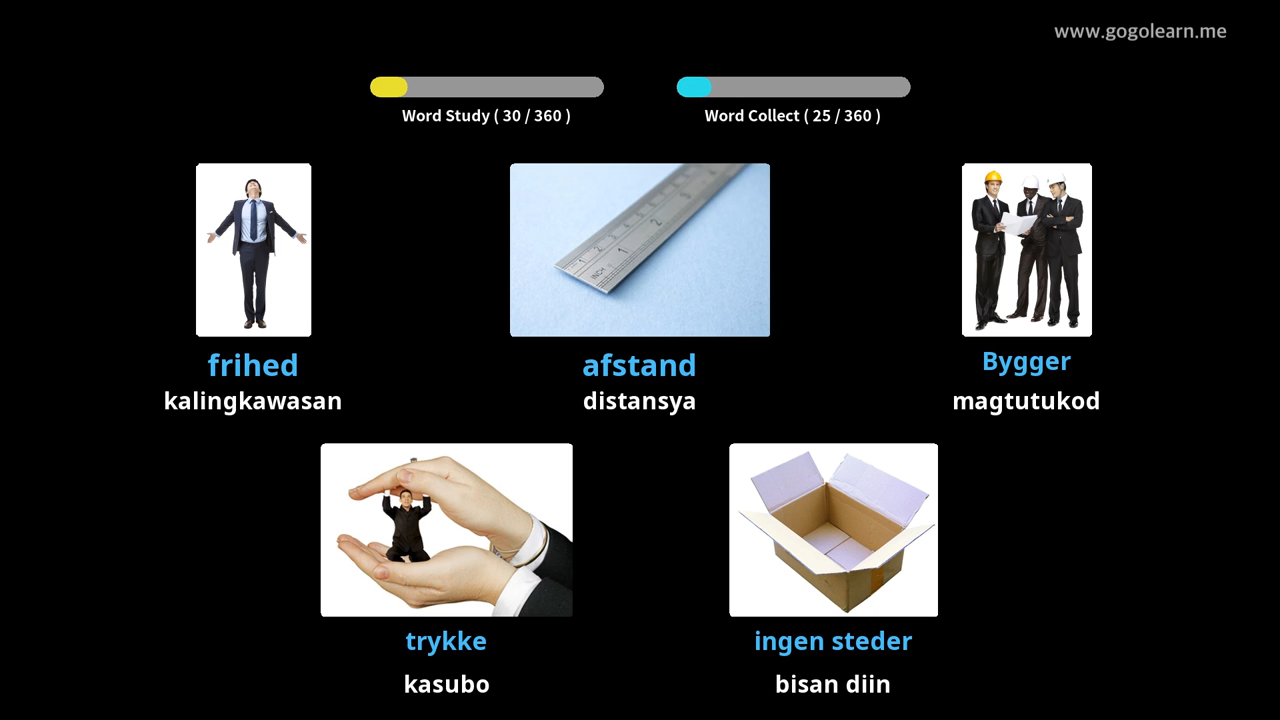 www.gogolearn.me
Word Study ( 30 / 360 )
Word Collect ( 25 / 360 )
frihed
kalingkawasan
afstand
distansya
Bygger
magtutukod
trykke
kasubo
ingen steder
bisan diin